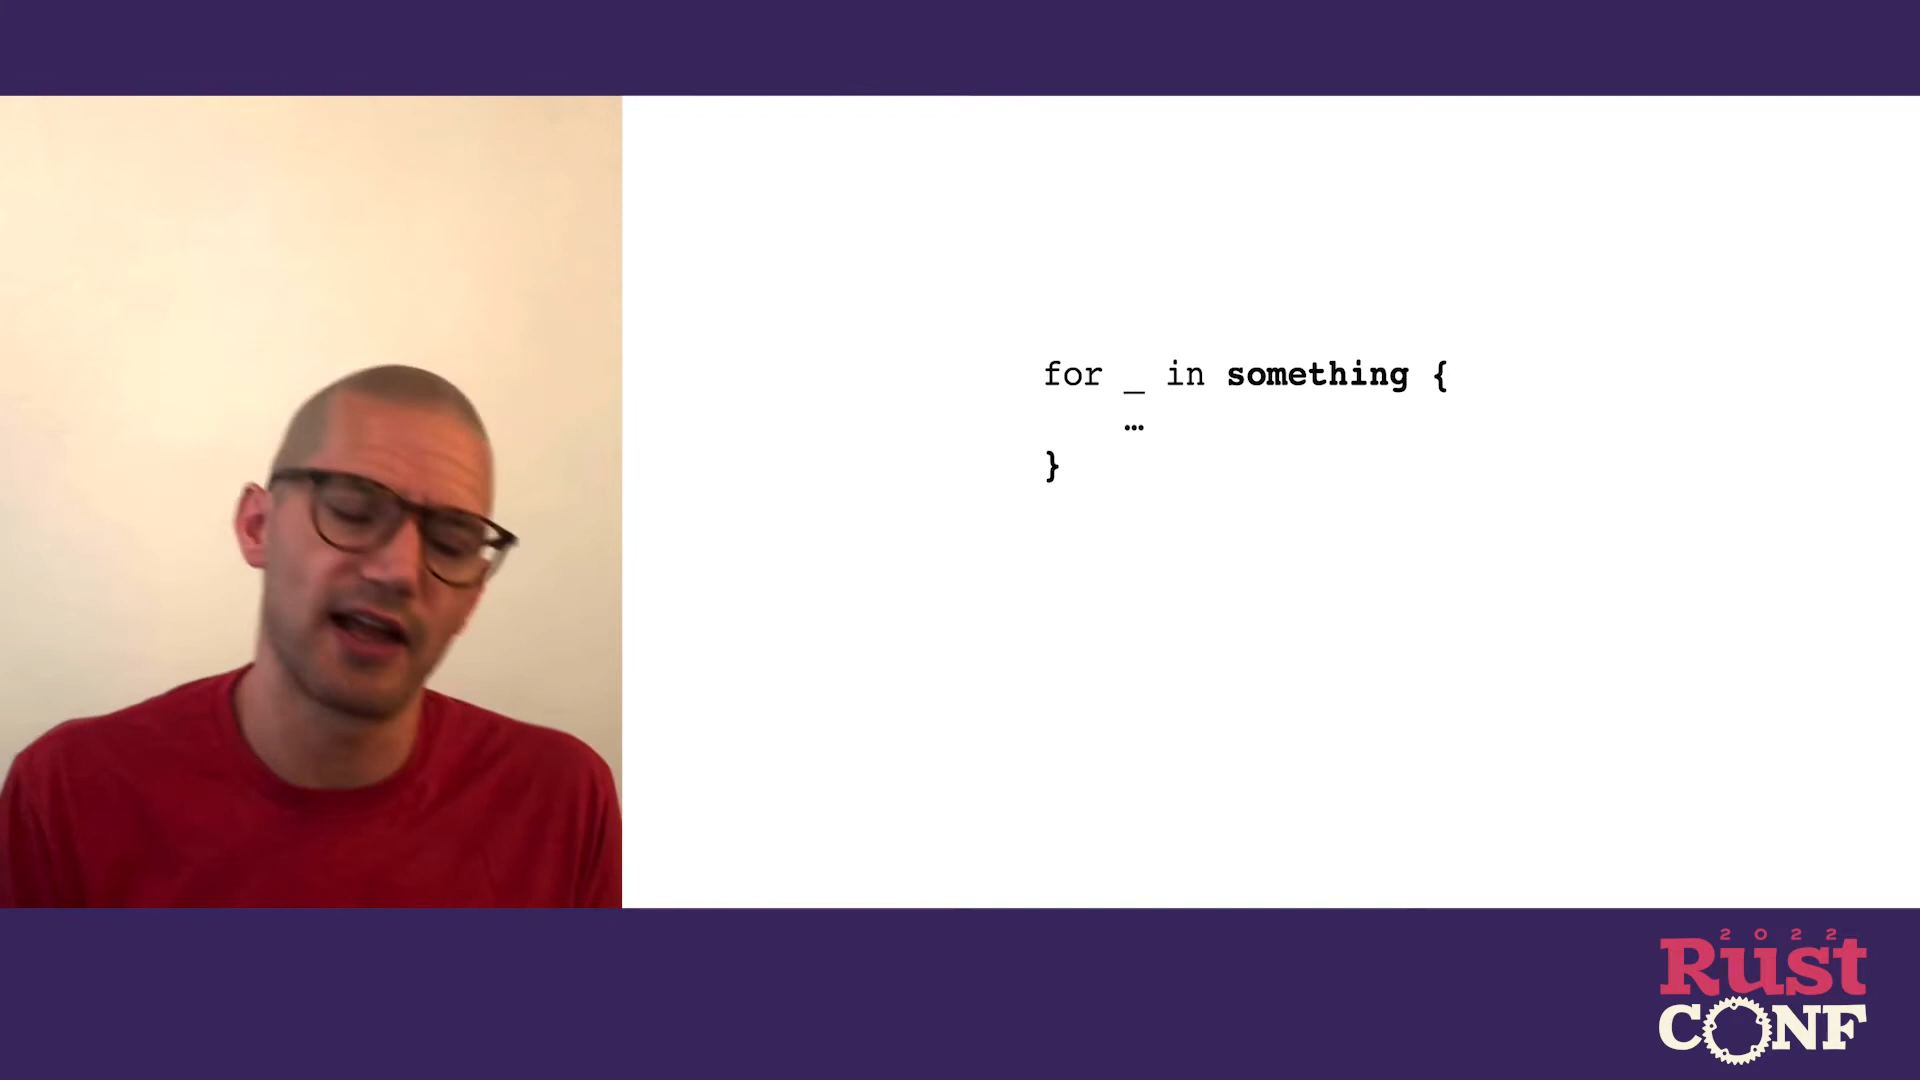 for _ in something {
    …
}
2022
Rust
CONF